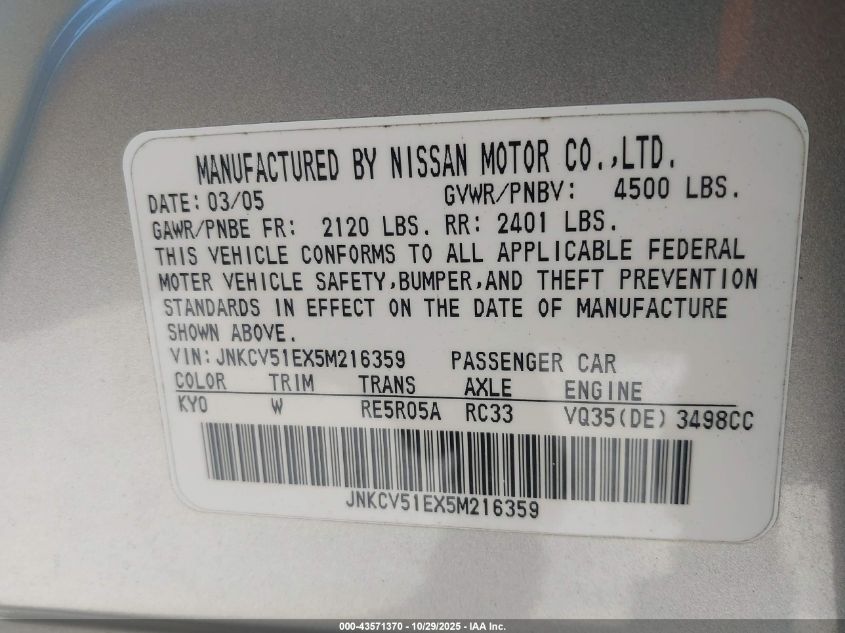 MANUFACTURED BY NISSAN MOTOR CO.,LTD.
DATE: 03/05 GVWR/PNBV: 4500 LBS.
GAWR/PNBE FR: 2120 LBS. RR: 2401 LBS.
THIS VEHICLE CONFORMS TO ALL APPLICABLE FEDERAL
MOTER VEHICLE SAFETY,BUMPER,AND THEFT PREVENTION
STANDARDS IN EFFECT ON THE DATE OF MANUFACTURE
SHOWN ABOVE.
VIN: JNKCV51EX5M216359 PASSENGER CAR
COLOR TRIM TRANS AXLE ENGINE
KY0 W RE5R05A RC33 VQ35(DE) 3498CC
JNKCV51EX5M216359
000-43571370 • 10/29/2025 • IAA Inc.